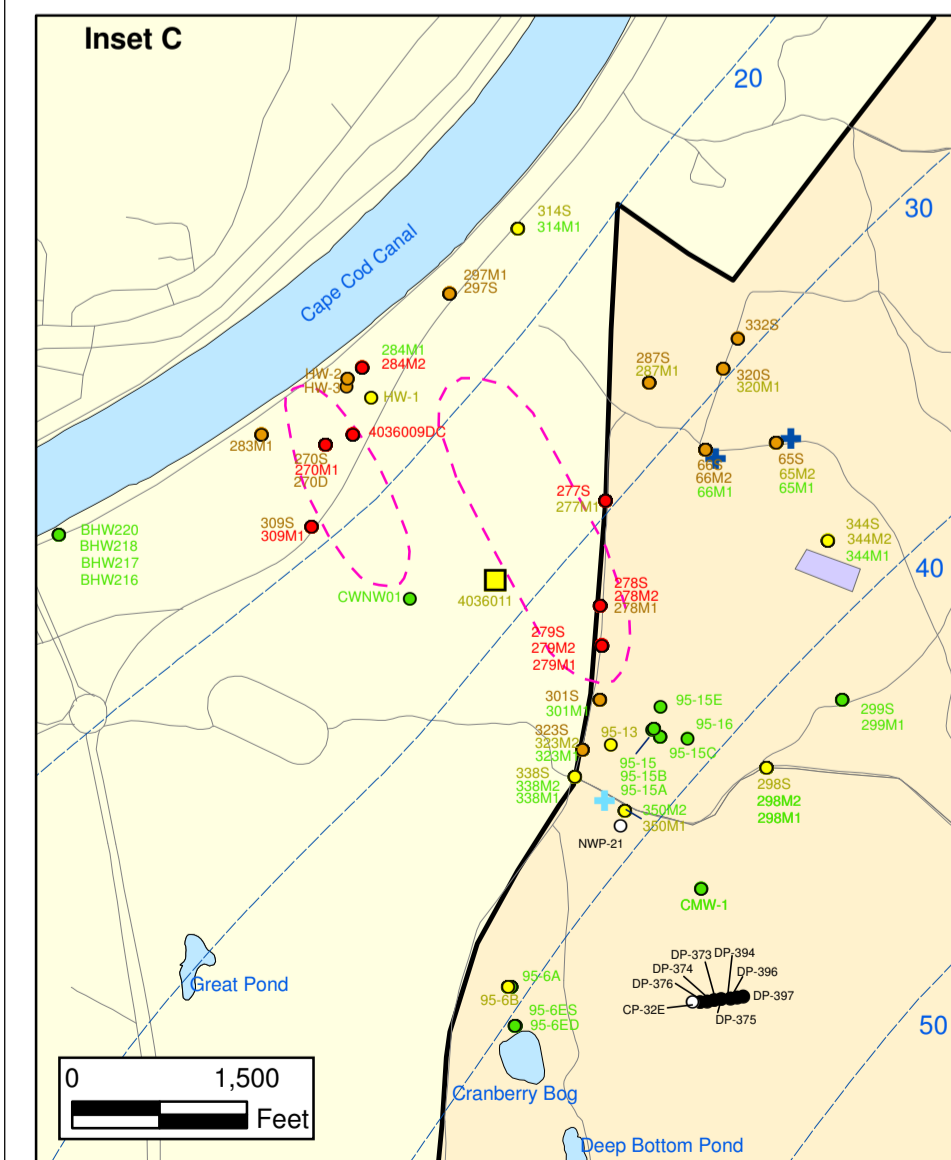 Inset C
20
30
314S
314M1
Cape Cod Canal
297M1
297S
284M1
284M2
HW-2
HW-3
HW-1
332S
287S
287M1
320S
320M1
4036009DC
283M1
270S
270M1
270D
66S
66M2
66M1
65S
65M2
65M1
277S
277M1
309S
309M1
344S
344M2
344M1
BHW220
BHW218
BHW217
BHW216
40
CWNW01
4036011
278S
278M2
278M1
279S
279M2
279M1
301S
301M1
95-15E
299S
299M1
323S
323M2
323M1
95-13
95-16
95-15C
95-15
95-15B
95-15A
338S
338M2
338M1
298S
298M2
298M1
350M2
350M1
NWP-21
CMW-1
DP-373
DP-394
DP-374
DP-396
DP-376
DP-397
CP-32E
DP-375
Great Pond
95-6A
95-6B
95-6ES
95-6ED
50
0 1,500
Feet
Cranberry Bog
Deep Bottom Pond